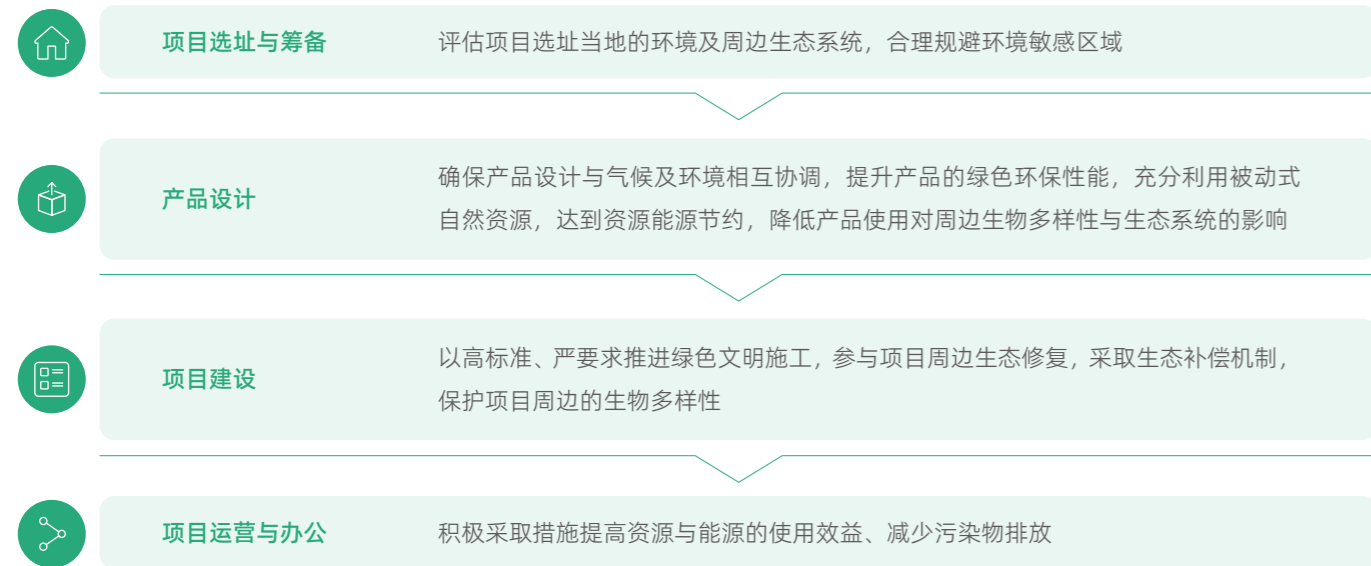 项目选址与筹备
评估项目选址当地的环境及周边生态系统，合理规避环境敏感区域
产品设计
确保产品设计与气候及环境相互协调，提升产品的绿色环保性能，充分利用被动式
自然资源，达到资源能源节约，降低产品使用对周边生物多样性与生态系统的影响
项目建设
以高标准、严要求推进绿色文明施工，参与项目周边生态修复，采取生态补偿机制，
保护项目周边的生物多样性
项目运营与办公
积极采取措施提高资源与能源的使用效益、减少污染物排放